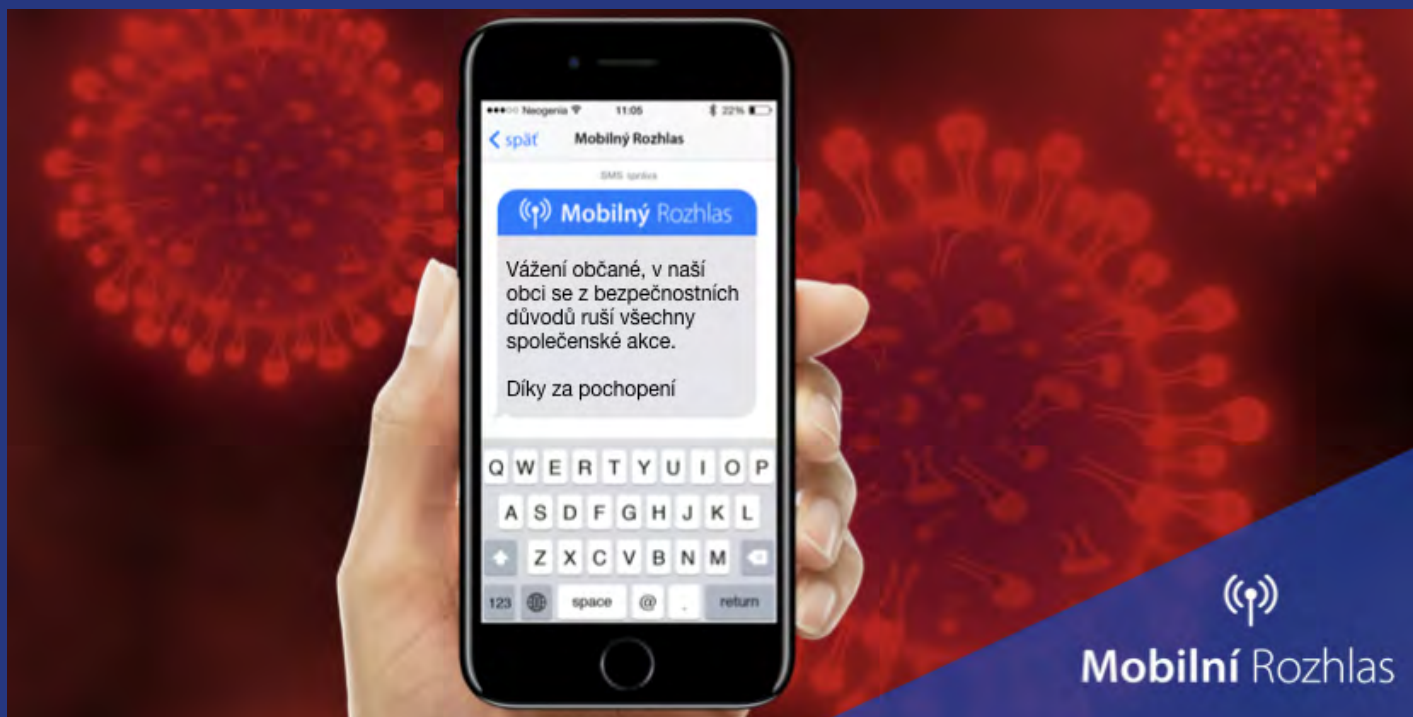 Neogenia 11:05 22%
späť Mobilný Rozhlas
SMS správa
Mobilný Rozhlas
Vážení občané, v naší
obci se z bezpečnostních
důvodů ruší všechny
společenské akce.
Díky za pochopení
Q W E R T Y U I O P
A S D F G H J K L
Z X C V B N M
123 space @ . return
Mobilní Rozhlas